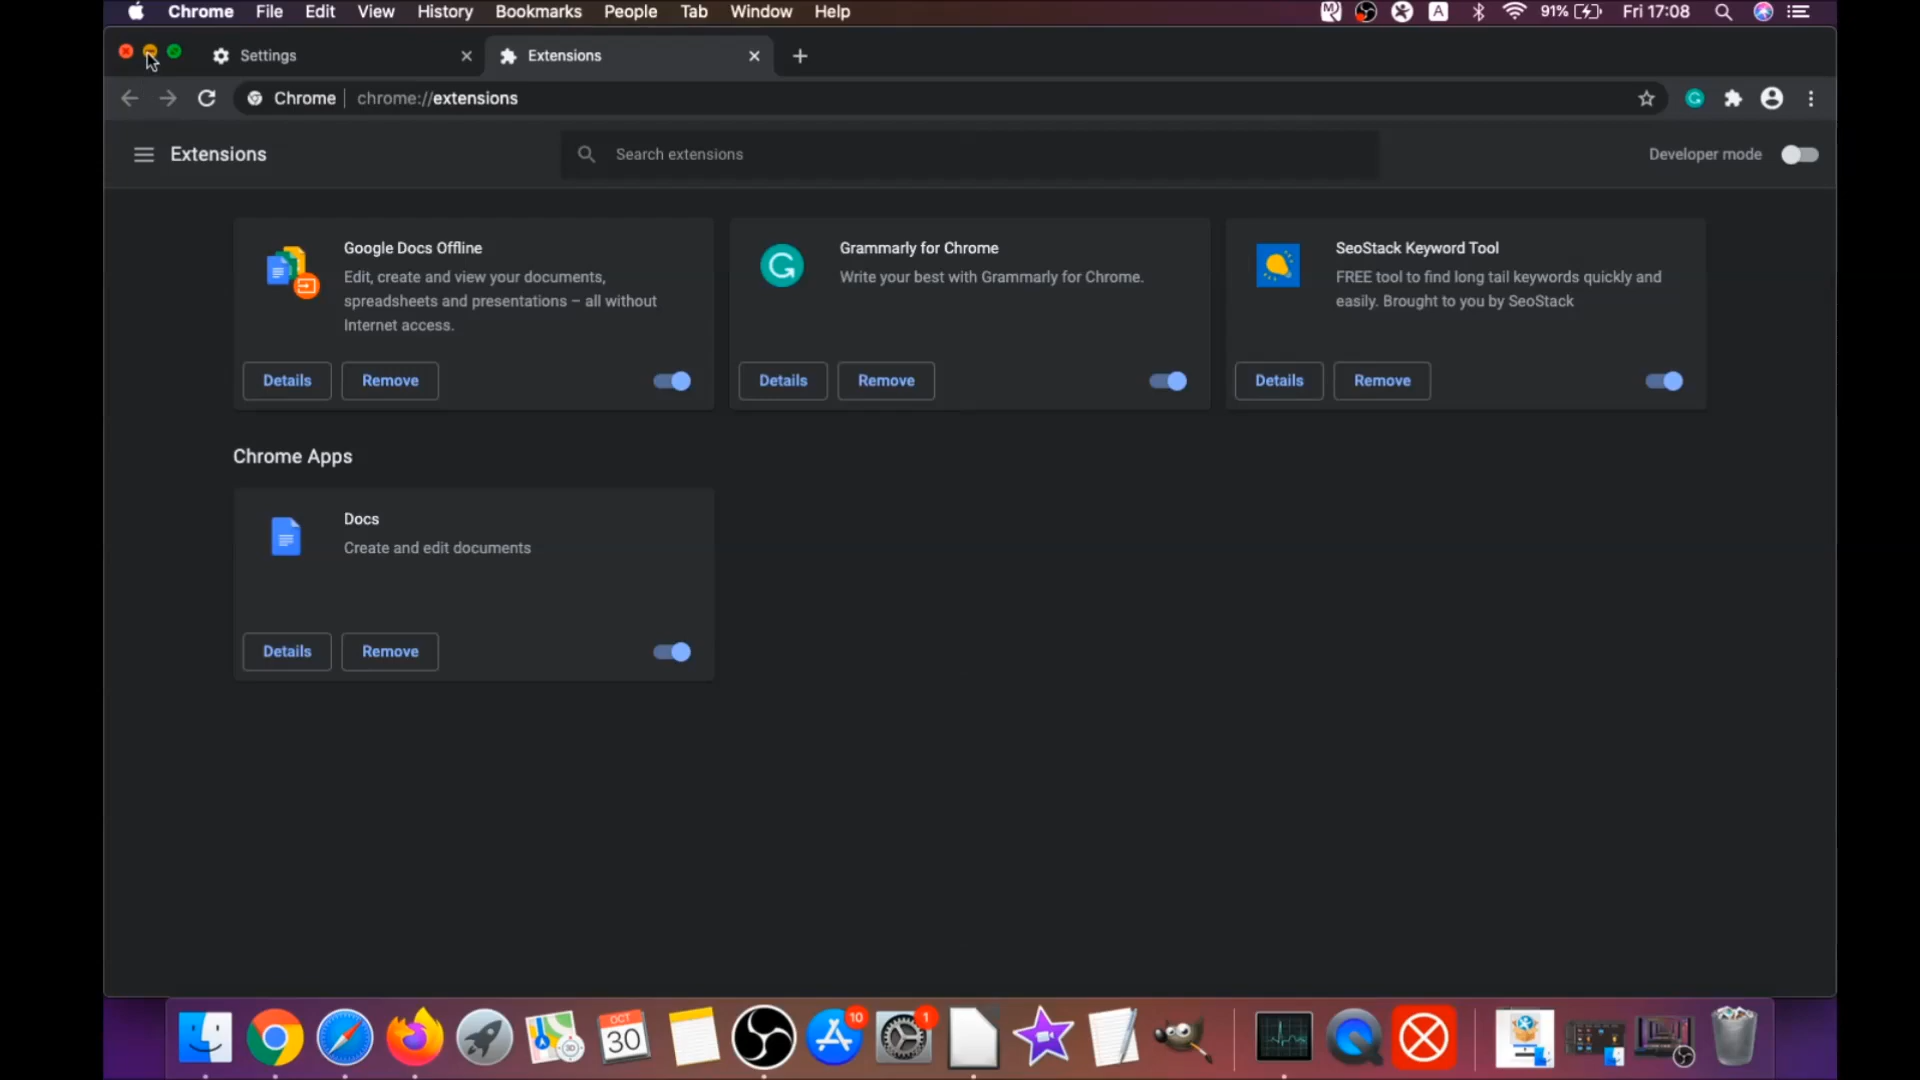 Chrome File Edit View History Bookmarks People Tab Window Help A 91% Fri 17:08
Settings Extensions
Chrome chrome://extensions
Extensions Search extensions Developer mode
Google Docs Offline
Edit, create and view your documents,
spreadsheets and presentations – all without
Internet access.
Details Remove
Grammarly for Chrome
Write your best with Grammarly for Chrome.
Details Remove
SeoStack Keyword Tool
FREE tool to find long tail keywords quickly and
easily. Brought to you by SeoStack
Details Remove
Chrome Apps
Docs
Create and edit documents
Details Remove
OCT
30
10
1
3D